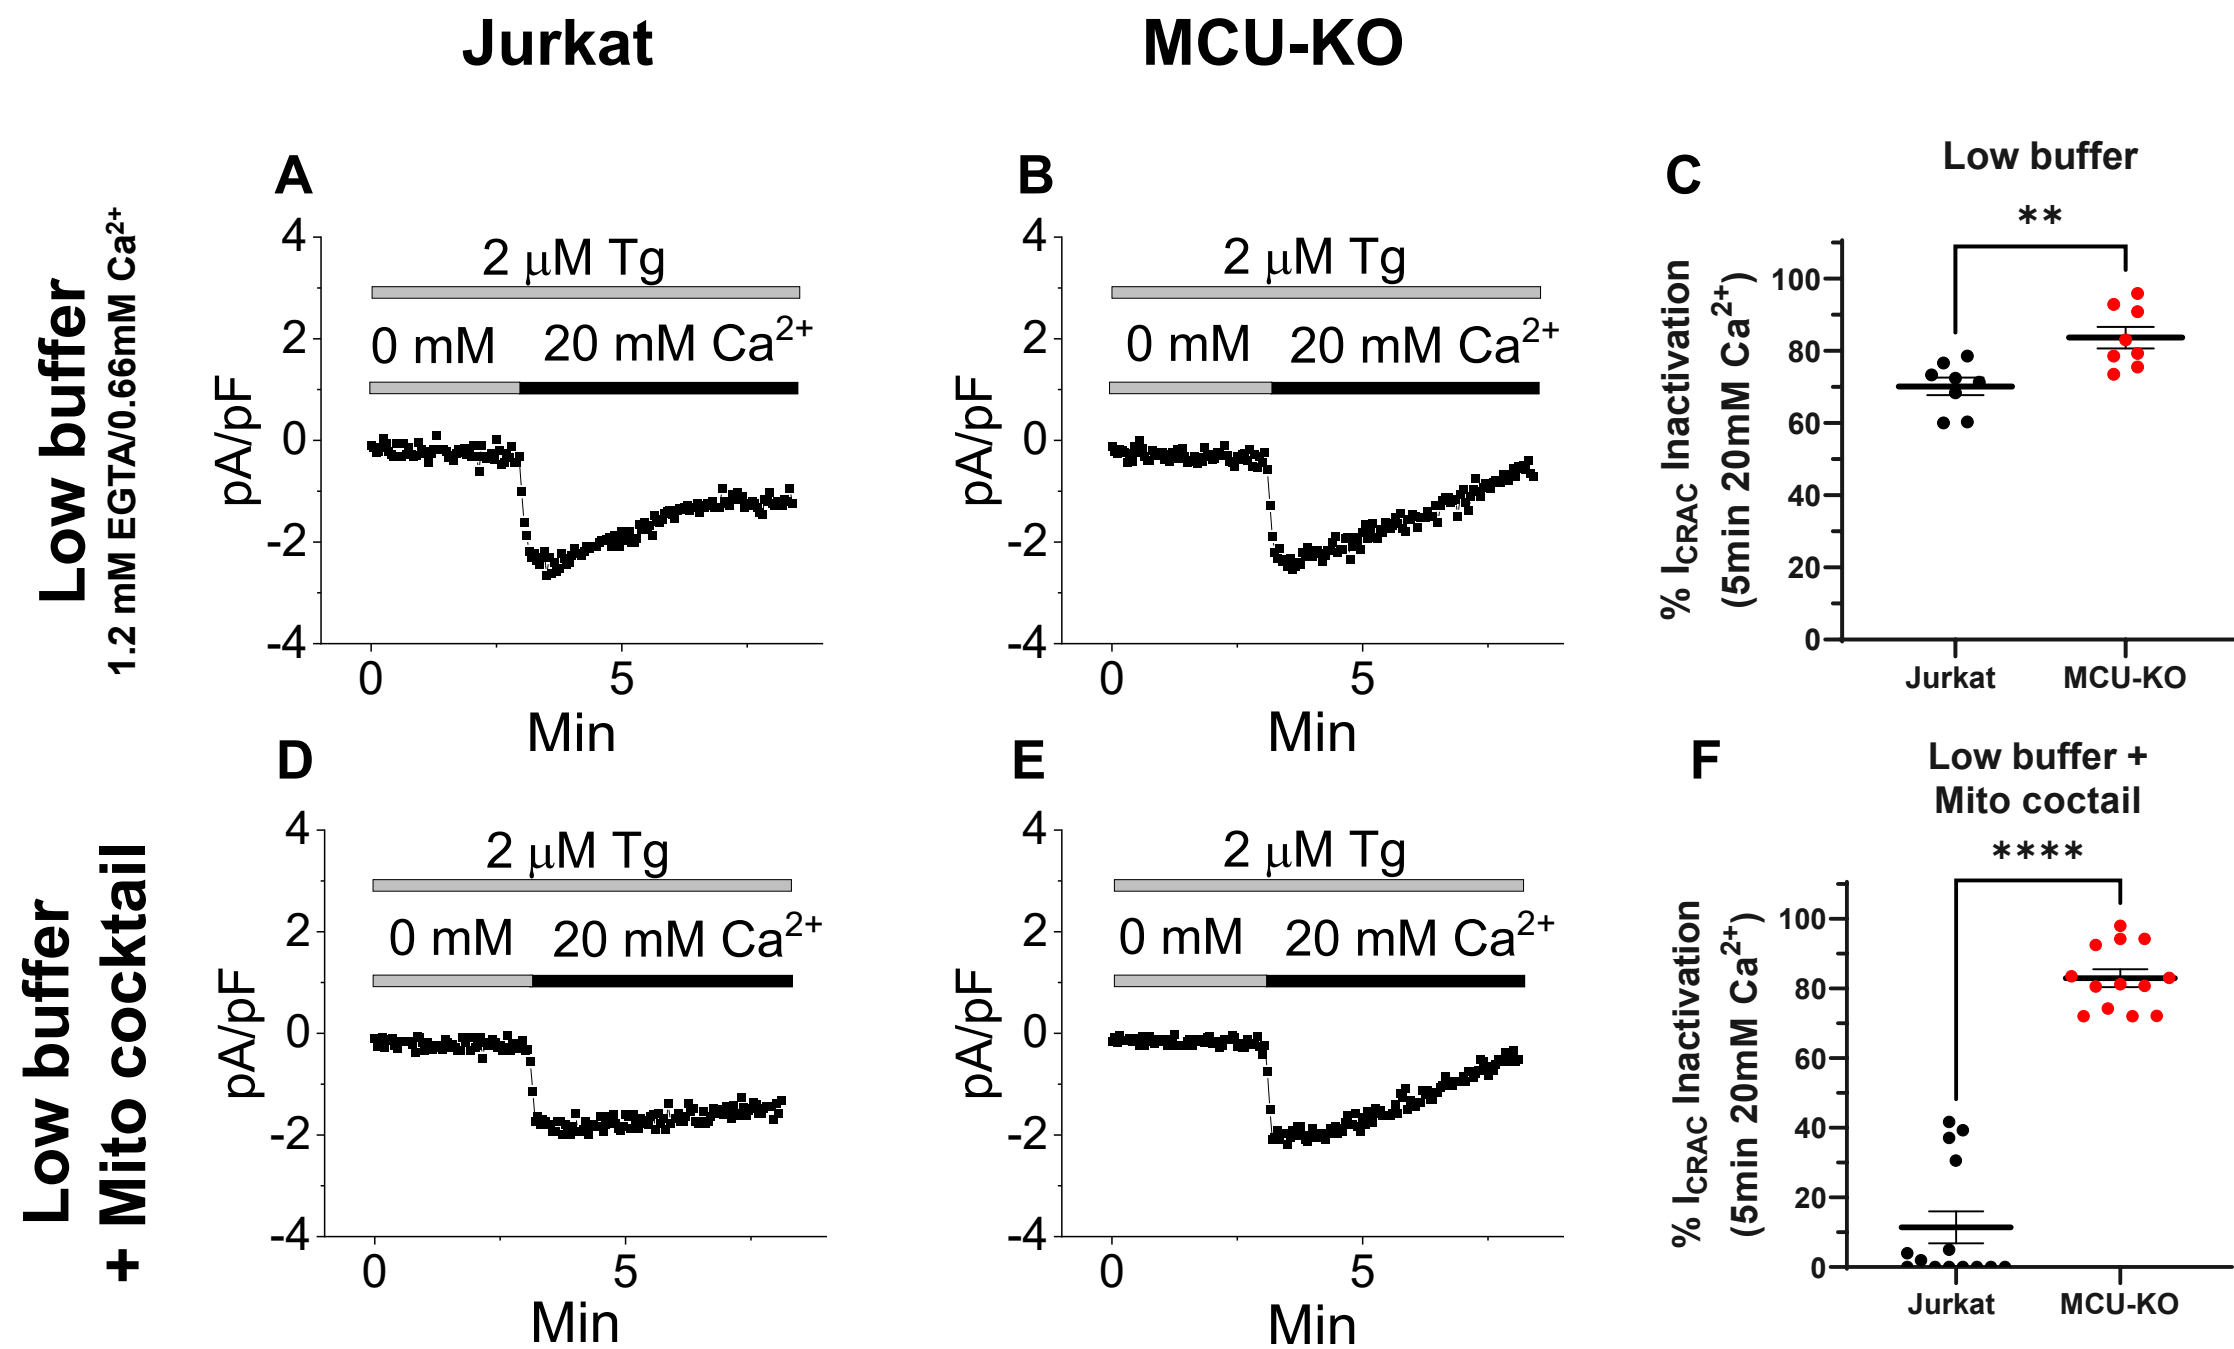 Jurkat
MCU-KO
Low buffer
1.2 mM EGTA/0.66mM Ca²⁺
A
4
2
0
-2
-4
pA/pF
2 μM Tg
0 mM
20 mM Ca²⁺
0
5
Min
B
4
2
0
-2
-4
pA/pF
2 μM Tg
0 mM
20 mM Ca²⁺
0
5
Min
C
Low buffer
**
% I_CRAC Inactivation
(5min 20mM Ca²⁺)
100
80
60
40
20
0
Jurkat
MCU-KO
Low buffer
+ Mito cocktail
D
4
2
0
-2
-4
pA/pF
2 μM Tg
0 mM
20 mM Ca²⁺
0
5
Min
E
4
2
0
-2
-4
pA/pF
2 μM Tg
0 mM
20 mM Ca²⁺
0
5
Min
F
Low buffer +
Mito coctail
****
% I_CRAC Inactivation
(5min 20mM Ca²⁺)
100
80
60
40
20
0
Jurkat
MCU-KO